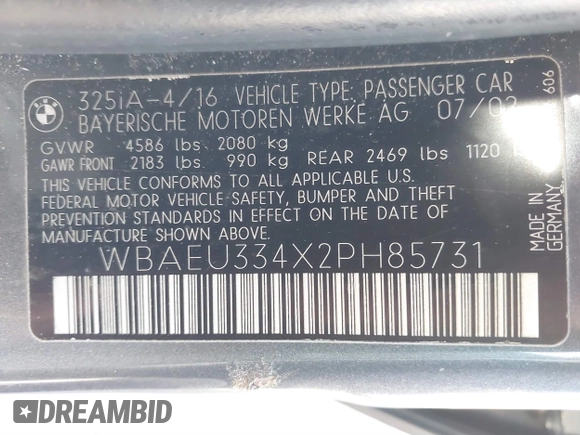 325iA-4/16 VEHICLE TYPE, PASSENGER CAR
BAYERISCHE MOTOREN WERKE AG 07/02
GVWR 4586 lbs 2080 kg
GAWR FRONT 2183 lbs 990 kg REAR 2469 lbs 1120
THIS VEHICLE CONFORMS TO ALL APPLICABLE U.S.
FEDERAL MOTOR VEHICLE SAFETY, BUMPER AND THEFT
PREVENTION STANDARDS IN EFFECT ON THE DATE OF
MANUFACTURE SHOWN ABOVE.
WBAEU334X2PH85731
606
MADE IN
GERMANY
DREAMBID